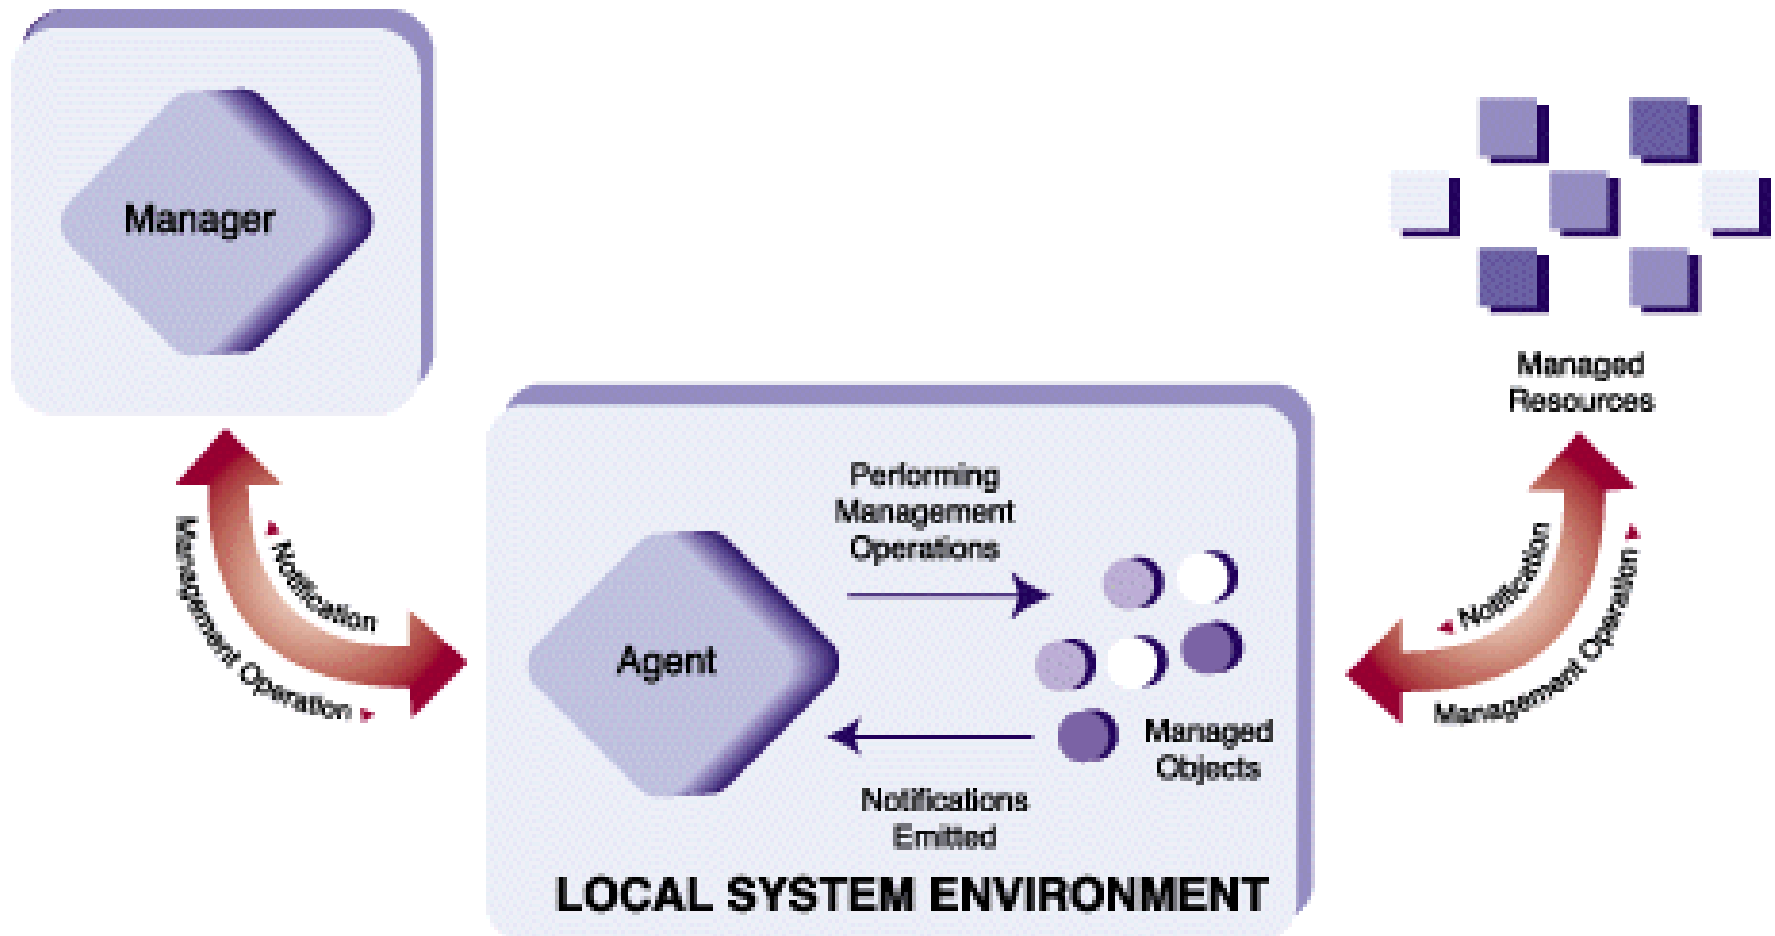 Manager
Notification
Management Operation
Performing
Management
Operations
Agent
Managed
Objects
Notifications
Emitted
LOCAL SYSTEM ENVIRONMENT
Managed
Resources
Notification
Management Operation